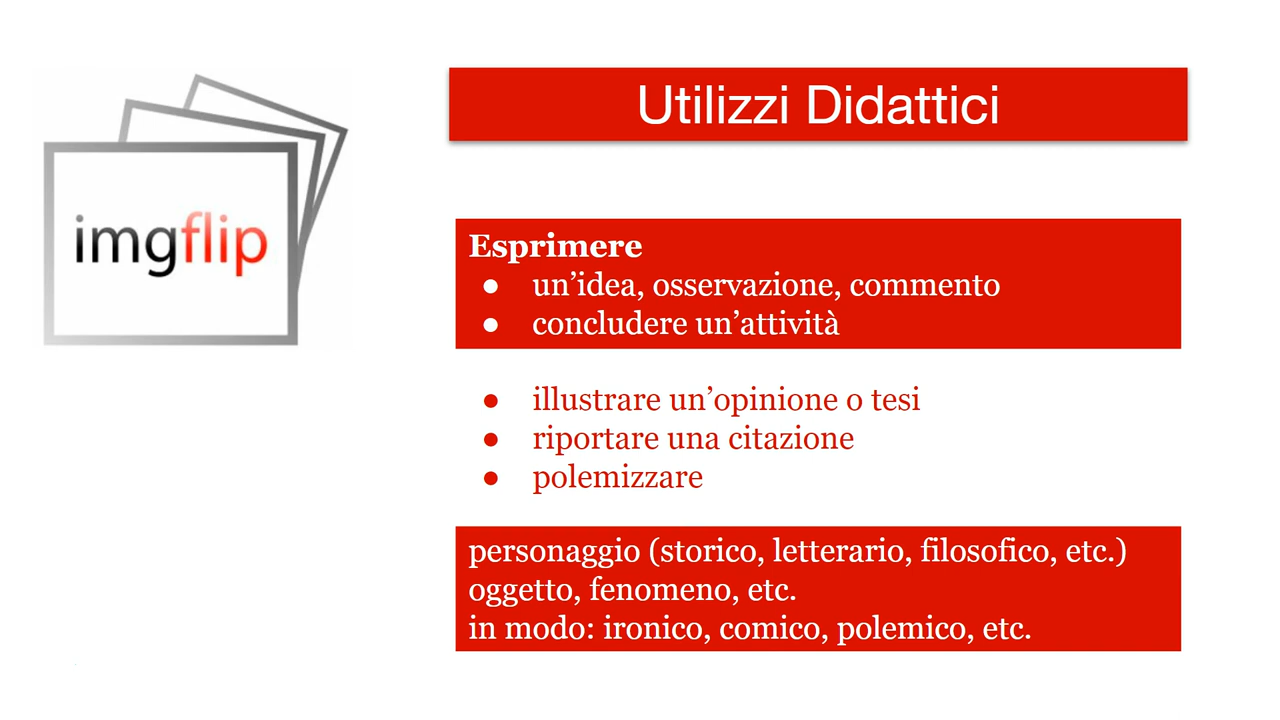 imgflip
Utilizzi Didattici
Esprimere
● un’idea, osservazione, commento
● concludere un’attività
● illustrare un’opinione o tesi
● riportare una citazione
● polemizzare
personaggio (storico, letterario, filosofico, etc.)
oggetto, fenomeno, etc.
in modo: ironico, comico, polemico, etc.